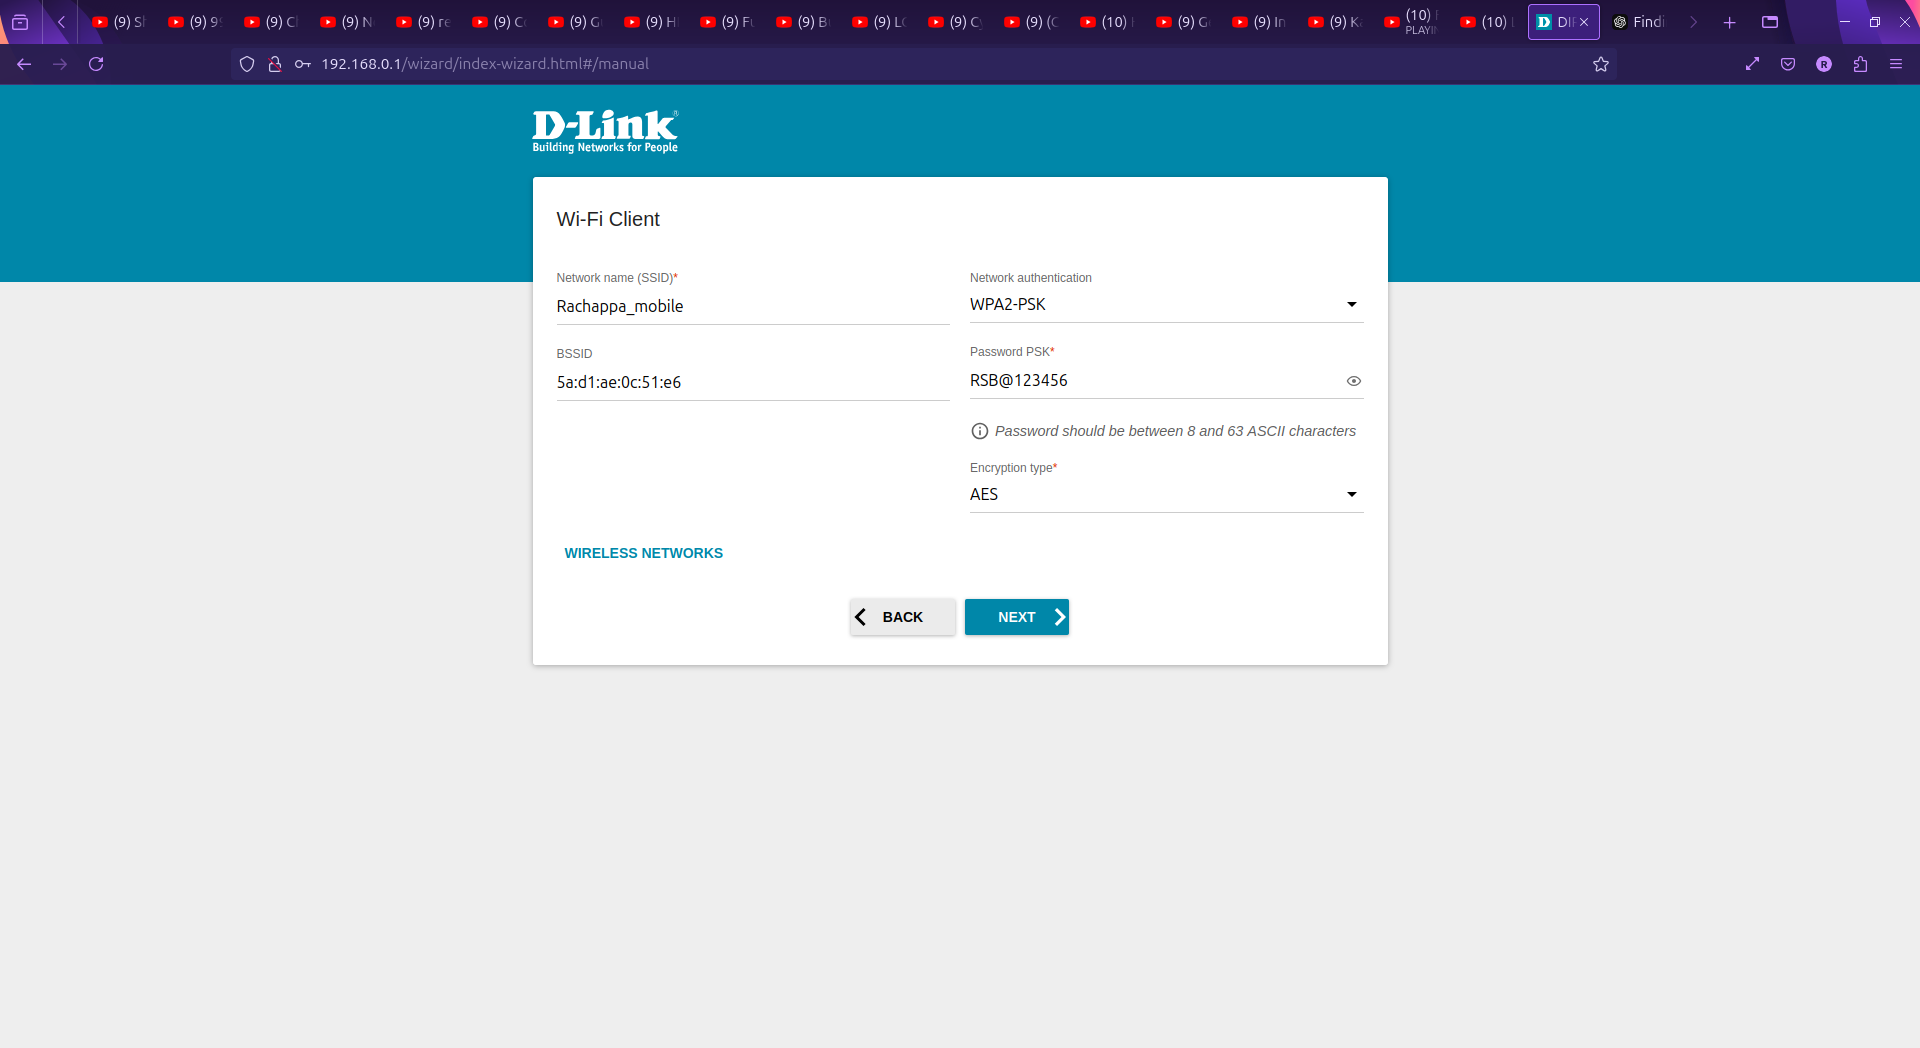 (9) S
(9) 9
(9) C
(9) N
(9) re
(9) C
(9) G
(9) H
(9) F
(9) B
(9) L
(9) C
(9) (
(10)
(9) G
(9) In
(9) K
(10)
PLAYI
(10)
DI
Findi
192.168.0.1/wizard/index-wizard.html#/manual
R
D-Link®
Building Networks for People
Wi-Fi Client
Network name (SSID)*
Rachappa_mobile
Network authentication
WPA2-PSK
BSSID
5a:d1:ae:0c:51:e6
Password PSK*
RSB@123456
Password should be between 8 and 63 ASCII characters
Encryption type*
AES
WIRELESS NETWORKS
BACK
NEXT